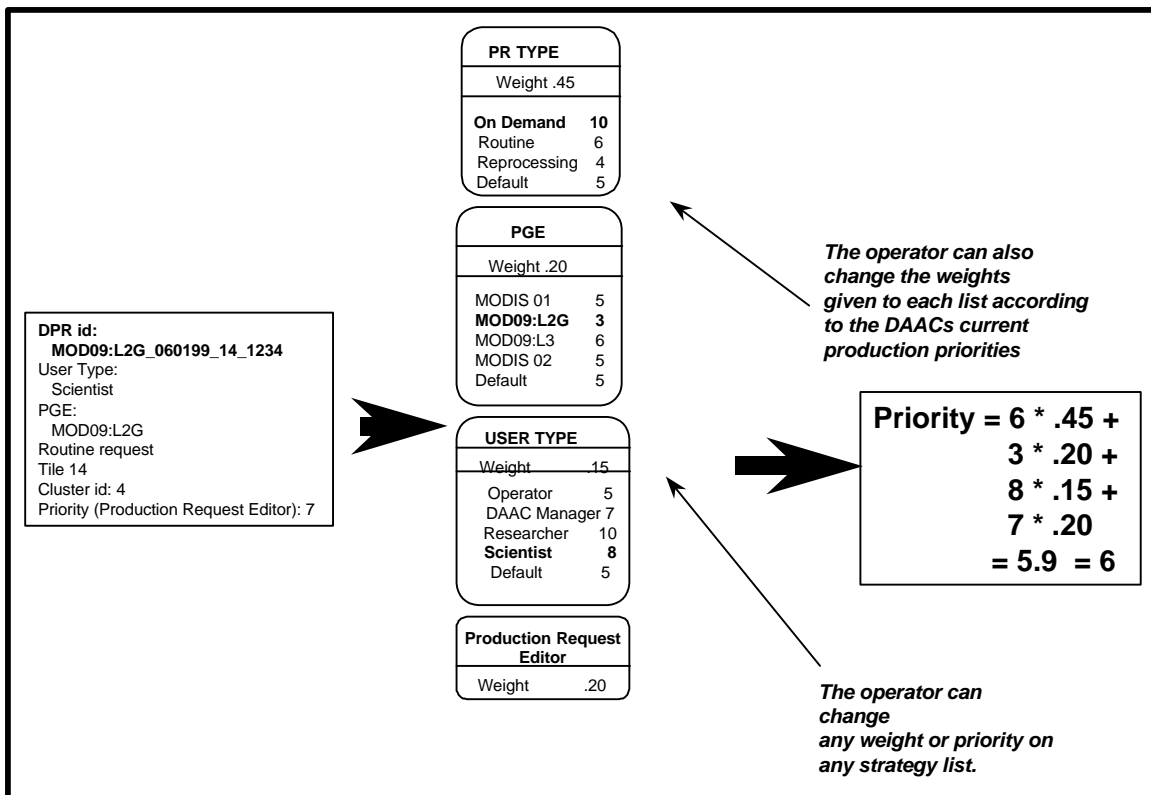 DPR id:
MOD09:L2G_060199_14_1234
User Type:
Scientist
PGE:
MOD09:L2G
Routine request
Tile 14
Cluster id: 4
Priority (Production Request Editor): 7
PR TYPE
Weight .45
On Demand 10
Routine 6
Reprocessing 4
Default 5
PGE
Weight .20
MODIS 01 5
MOD09:L2G 3
MOD09:L3 6
MODIS 02 5
Default 5
USER TYPE
Weight .15
Operator 5
DAAC Manager 7
Researcher 10
Scientist 8
Default 5
Production Request
Editor
Weight .20
The operator can also
change the weights
given to each list according
to the DAACs current
production priorities
Priority = 6 * .45 +
3 * .20 +
8 * .15 +
7 * .20
= 5.9 = 6
The operator can
change
any weight or priority on
any strategy list.